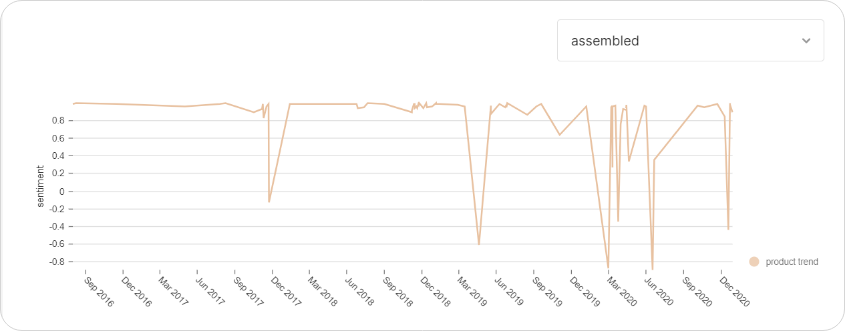 assembled
sentiment
0.8
0.6
0.4
0.2
0
-0.2
-0.4
-0.6
-0.8
Sep 2016
Dec 2016
Mar 2017
Jun 2017
Sep 2017
Dec 2017
Mar 2018
Jun 2018
Sep 2018
Dec 2018
Mar 2019
Jun 2019
Sep 2019
Dec 2019
Mar 2020
Jun 2020
Sep 2020
Dec 2020
product trend